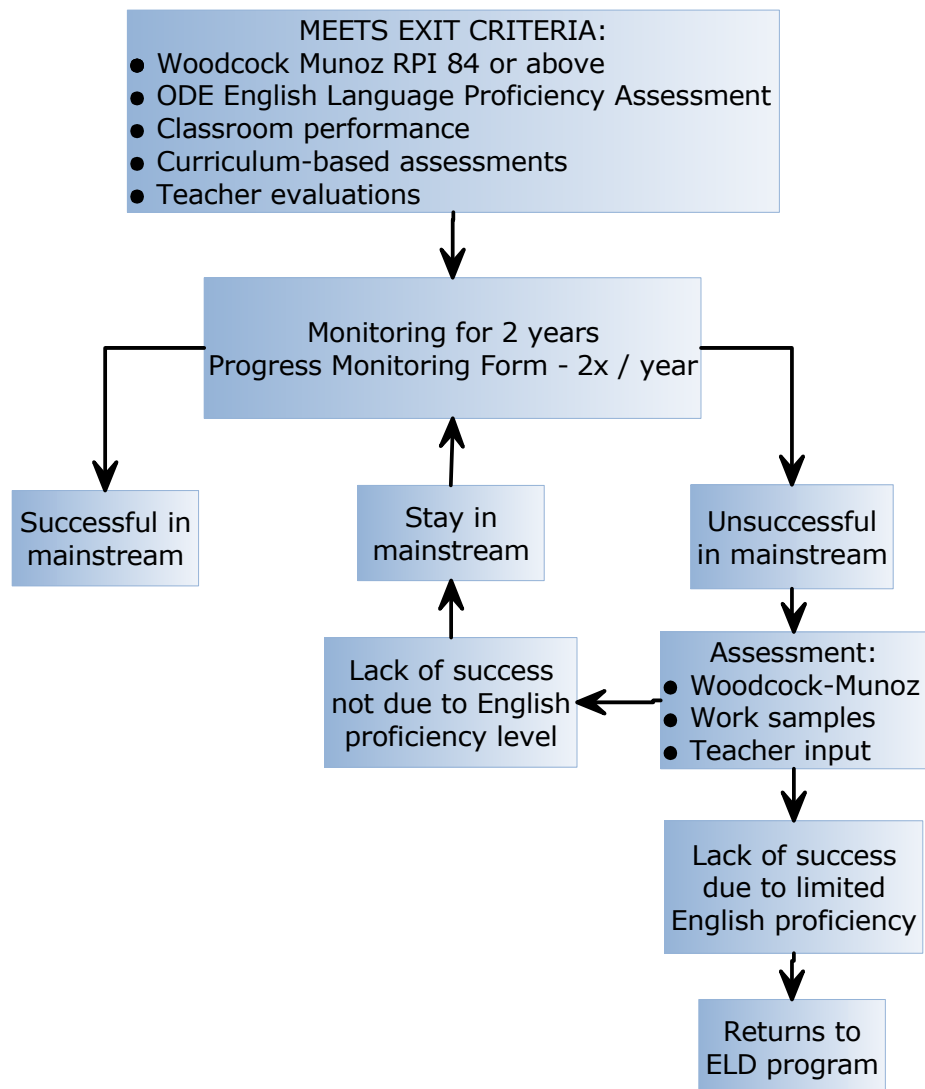 MEETS EXIT CRITERIA:
● Woodcock Munoz RPI 84 or above
● ODE English Language Proficiency Assessment
● Classroom performance
● Curriculum-based assessments
● Teacher evaluations
Monitoring for 2 years
Progress Monitoring Form - 2x / year
Successful in
mainstream
Stay in
mainstream
Unsuccessful
in mainstream
Lack of success
not due to English
proficiency level
Assessment:
● Woodcock-Munoz
● Work samples
● Teacher input
Lack of success
due to limited
English proficiency
Returns to
ELD program